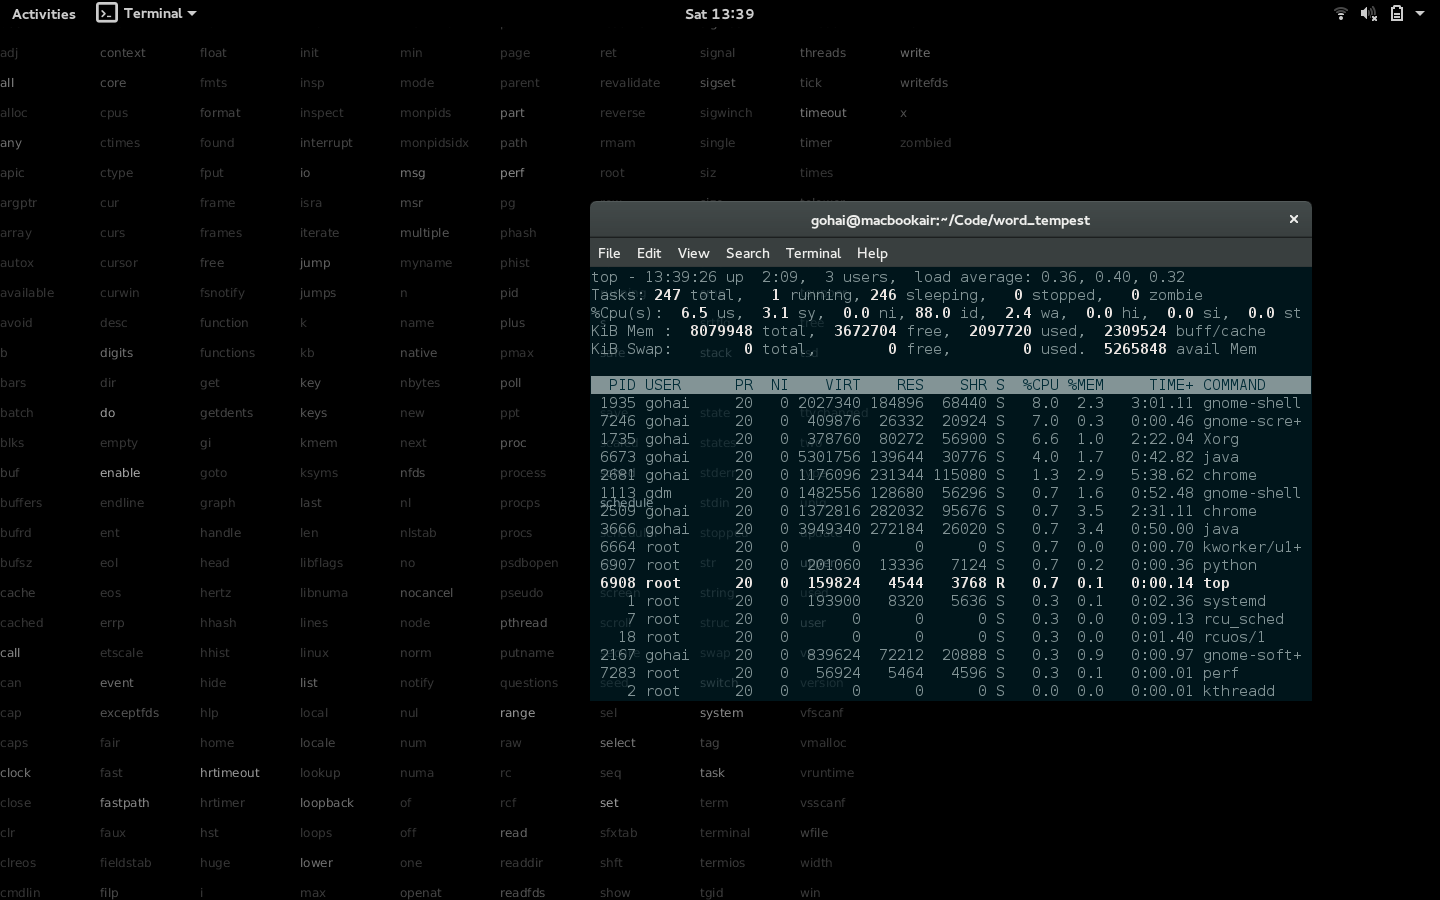 Activities Terminal Sat 13:39
adj context float init min page ret signal threads write
all core fmts insp mode parent revalidate sigset tick writefds
alloc cpus format inspect monpids part reverse sigwinch timeout x
any ctimes found interrupt monpidsidx path rmam single timer zombied
apic ctype fput io msg perf root siz times
argptr cur frame isra msr pg
array curs frames iterate multiple phash
autox cursor free jump myname phist
available curwin fsnotify jumps n pid
avoid desc function k name plus
b digits functions kb native pmax
bars dir get key nbytes poll
batch do getdents keys new ppt
blks empty gi kmem next proc
buf enable goto ksyms nfds process
buffers endline graph last nl procps
bufrd ent handle len nlstab procs
bufsz eol head libflags no psdbopen
cache eos hertz libnuma nocancel pseudo
cached errp hhash lines node pthread
call etscale hhist linux norm putname
can event hide list notify questions
cap exceptfds hlp local nul range sel system vfscanf
caps fair home locale num raw select tag vmalloc
clock fast hrtimeout lookup numa rc seq task vruntime
close fastpath hrtimer loopback of rcf set term vsscanf
clr faux hst loops off read sfxtab terminal wfile
clreos fieldstab huge lower one readdir shft termios width
cmdlin filp i max openat readfds show tgid win
gohai@macbookair:~/Code/word_tempest
File Edit View Search Terminal Help
top - 13:39:26 up  2:09,  3 users,  load average: 0.36, 0.40, 0.32
Tasks: 247 total,   1 running, 246 sleeping,   0 stopped,   0 zombie
%Cpu(s):  6.5 us,  3.1 sy,  0.0 ni, 88.0 id,  2.4 wa,  0.0 hi,  0.0 si,  0.0 st
KiB Mem :  8079948 total,  3672704 free,  2097720 used,  2309524 buff/cache
KiB Swap:        0 total,        0 free,        0 used.  5265848 avail Mem
PID USER PR NI VIRT RES SHR S %CPU %MEM TIME+ COMMAND
1935 gohai 20 0 2027340 184896 68440 S 8.0 2.3 3:01.11 gnome-shell
7246 gohai 20 0 409876 26332 20924 S 7.0 0.3 0:00.46 gnome-scre+
1735 gohai 20 0 378760 80272 56900 S 6.6 1.0 2:22.04 Xorg
6673 gohai 20 0 5301756 139644 30776 S 4.0 1.7 0:42.82 java
2681 gohai 20 0 1176096 231344 115080 S 1.3 2.9 5:38.62 chrome
1113 gdm 20 0 1482556 128680 56296 S 0.7 1.6 0:52.48 gnome-shell
2509 gohai 20 0 1372816 282032 95676 S 0.7 3.5 2:31.11 chrome
3666 gohai 20 0 3949340 272184 26020 S 0.7 3.4 0:50.00 java
6664 root 20 0 0 0 0 S 0.7 0.0 0:00.70 kworker/u1+
6907 root 20 0 201060 13336 7124 S 0.7 0.2 0:00.36 python
6908 root 20 0 159824 4544 3768 R 0.7 0.1 0:00.14 top
1 root 20 0 193900 8320 5636 S 0.3 0.1 0:02.36 systemd
7 root 20 0 0 0 0 S 0.3 0.0 0:09.13 rcu_sched
18 root 20 0 0 0 0 S 0.3 0.0 0:01.40 rcuos/1
2167 gohai 20 0 839624 72212 20888 S 0.3 0.9 0:00.97 gnome-soft+
7283 root 20 0 56924 5464 4596 S 0.3 0.1 0:00.01 perf
2 root 20 0 0 0 0 S 0.0 0.0 0:00.01 kthreadd